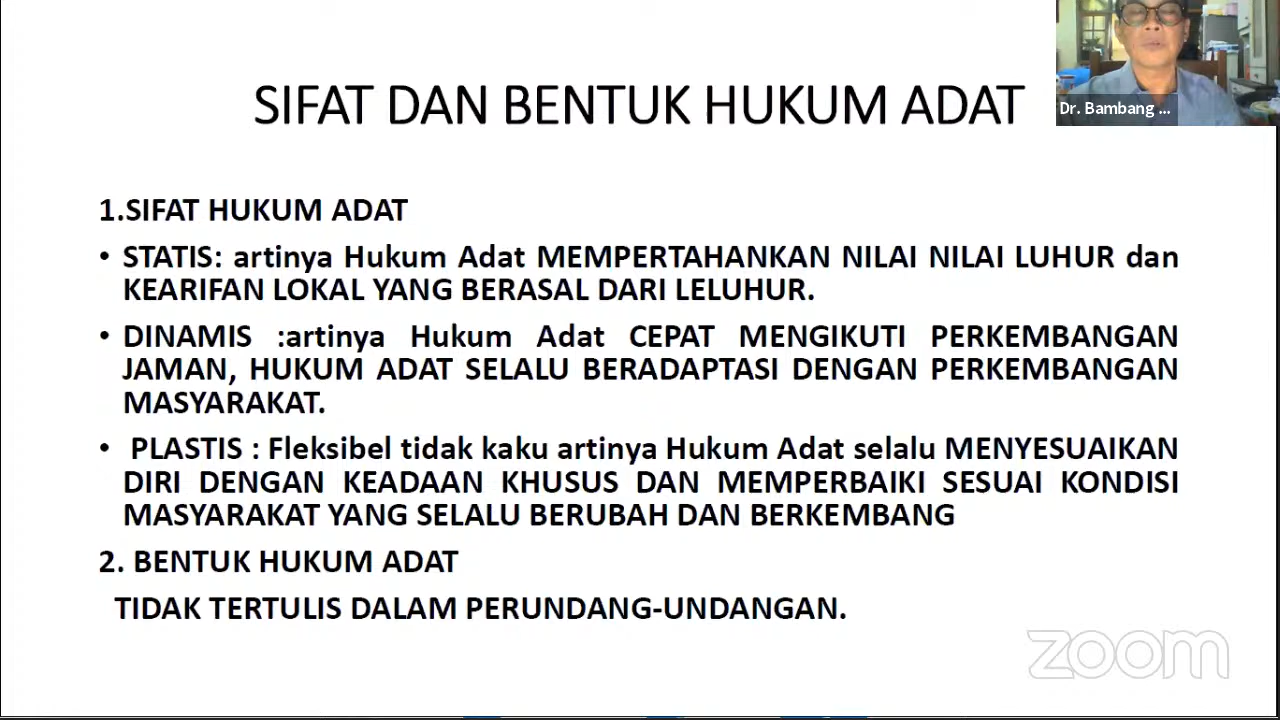 SIFAT DAN BENTUK HUKUM ADAT
Dr. Bambang ...
1.SIFAT HUKUM ADAT
• STATIS: artinya Hukum Adat MEMPERTAHANKAN NILAI NILAI LUHUR dan
KEARIFAN LOKAL YANG BERASAL DARI LELUHUR.
• DINAMIS :artinya Hukum Adat CEPAT MENGIKUTI PERKEMBANGAN
JAMAN, HUKUM ADAT SELALU BERADAPTASI DENGAN PERKEMBANGAN
MASYARAKAT.
• PLASTIS : Fleksibel tidak kaku artinya Hukum Adat selalu MENYESUAIKAN
DIRI DENGAN KEADAAN KHUSUS DAN MEMPERBAIKI SESUAI KONDISI
MASYARAKAT YANG SELALU BERUBAH DAN BERKEMBANG
2. BENTUK HUKUM ADAT
TIDAK TERTULIS DALAM PERUNDANG-UNDANGAN.
zoom